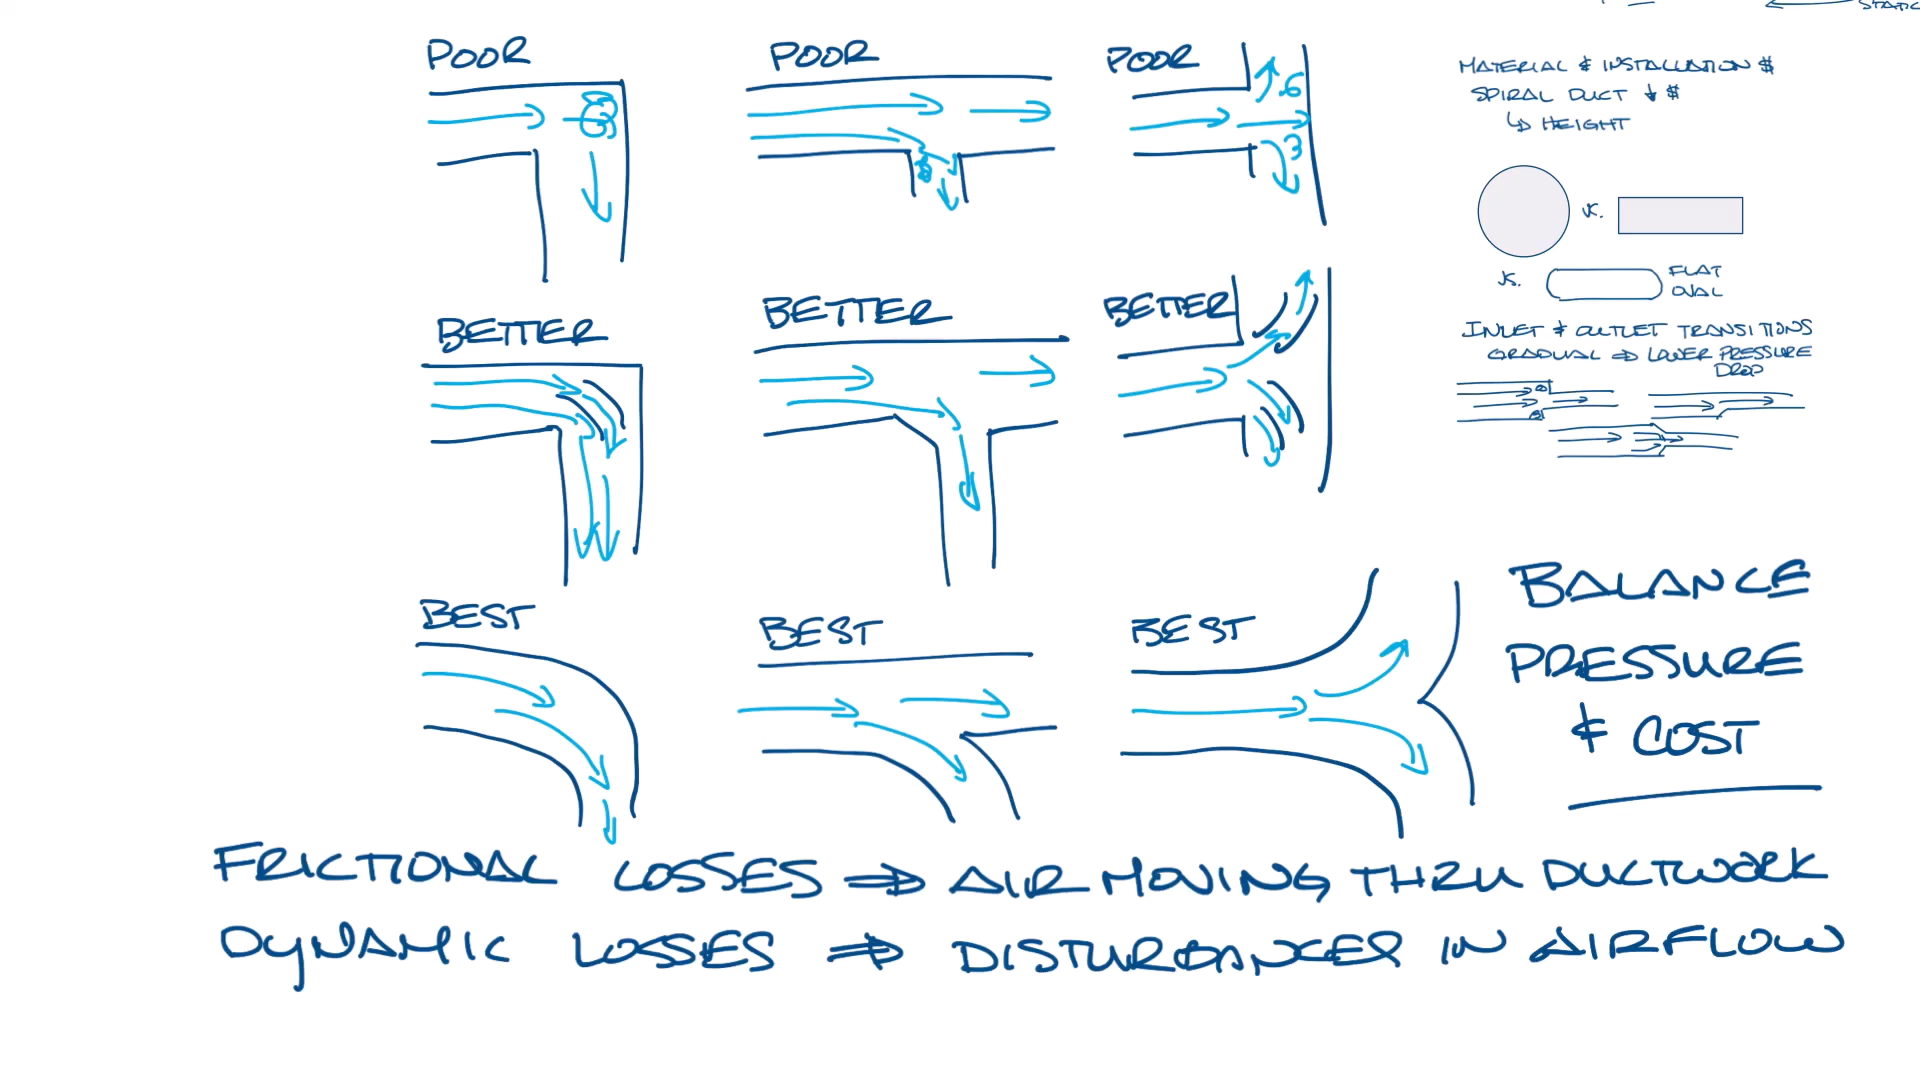 STATIC
POOR
POOR
POOR
MATERIAL & INSTALLATION $
SPIRAL DUCT ↓ $
↳ HEIGHT
VS.
VS.
FLAT
OVAL
BETTER
BETTER
BETTER
INLET & OUTLET TRANSITIONS
GRADUAL ⇒ LOWER PRESSURE
DROP
BEST
BEST
BEST
BALANCE
PRESSURE
& COST
FRICTIONAL LOSSES ⇒ AIR MOVING THRU DUCTWORK
DYNAMIC LOSSES ⇒ DISTURBANCES IN AIRFLOW